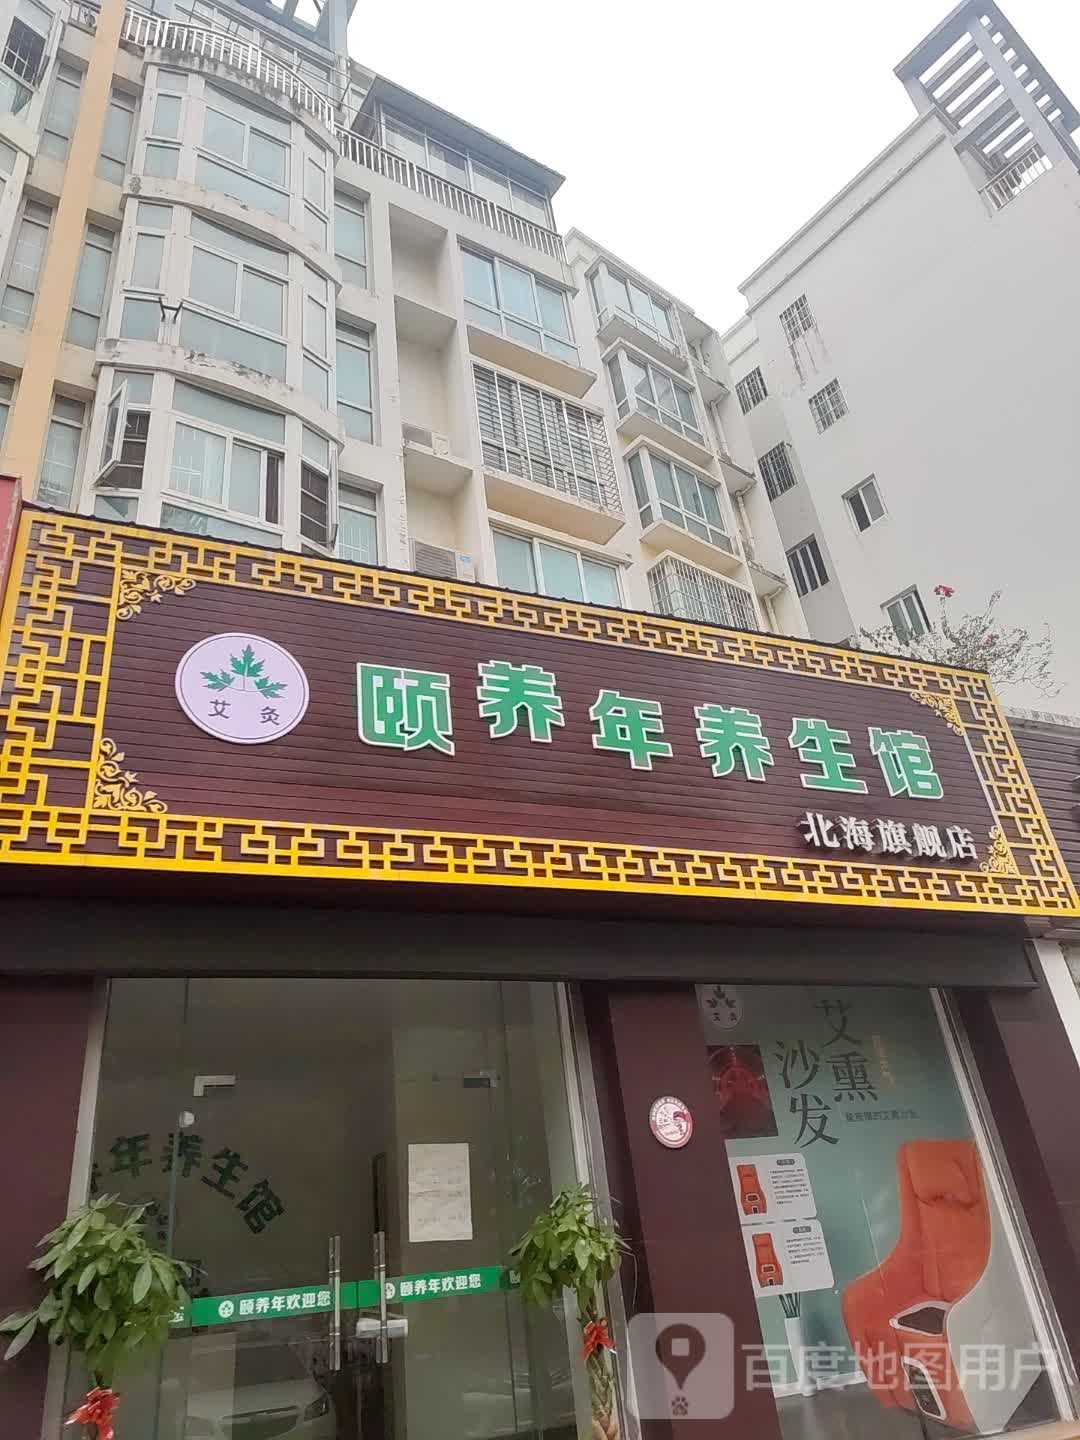 艾灸
颐养年养生馆
北海旗舰店
艾灸
艾熏
沙发
年养生馆
颐养年欢迎您
颐养年欢迎您
百度地图用户